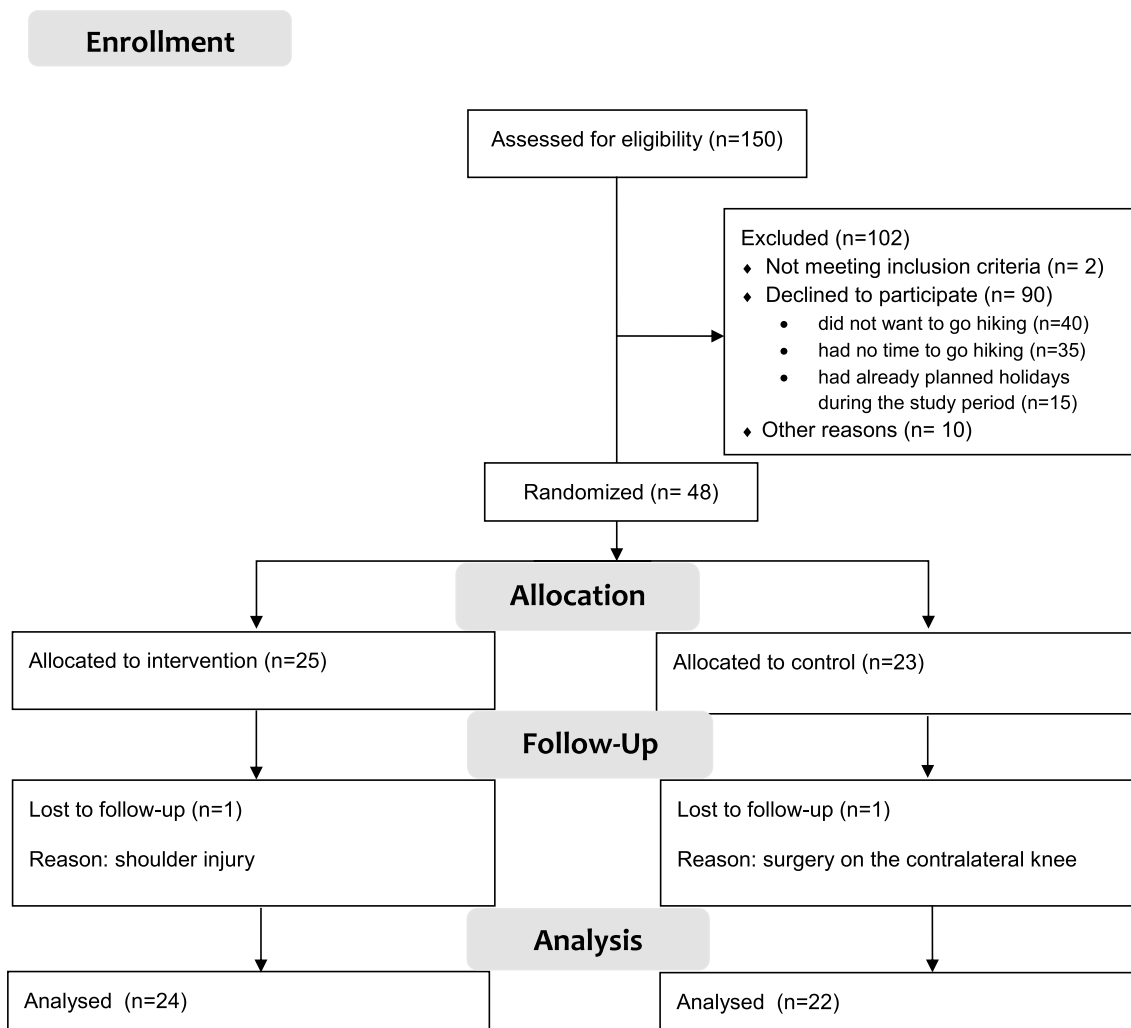 Enrollment
Assessed for eligibility (n=150)
Excluded (n=102)
♦ Not meeting inclusion criteria (n= 2)
♦ Declined to participate (n= 90)
• did not want to go hiking (n=40)
• had no time to go hiking (n=35)
• had already planned holidays
during the study period (n=15)
♦ Other reasons (n= 10)
Randomized (n= 48)
Allocation
Allocated to intervention (n=25)
Allocated to control (n=23)
Follow-Up
Lost to follow-up (n=1)
Reason: shoulder injury
Lost to follow-up (n=1)
Reason: surgery on the contralateral knee
Analysis
Analysed (n=24)
Analysed (n=22)